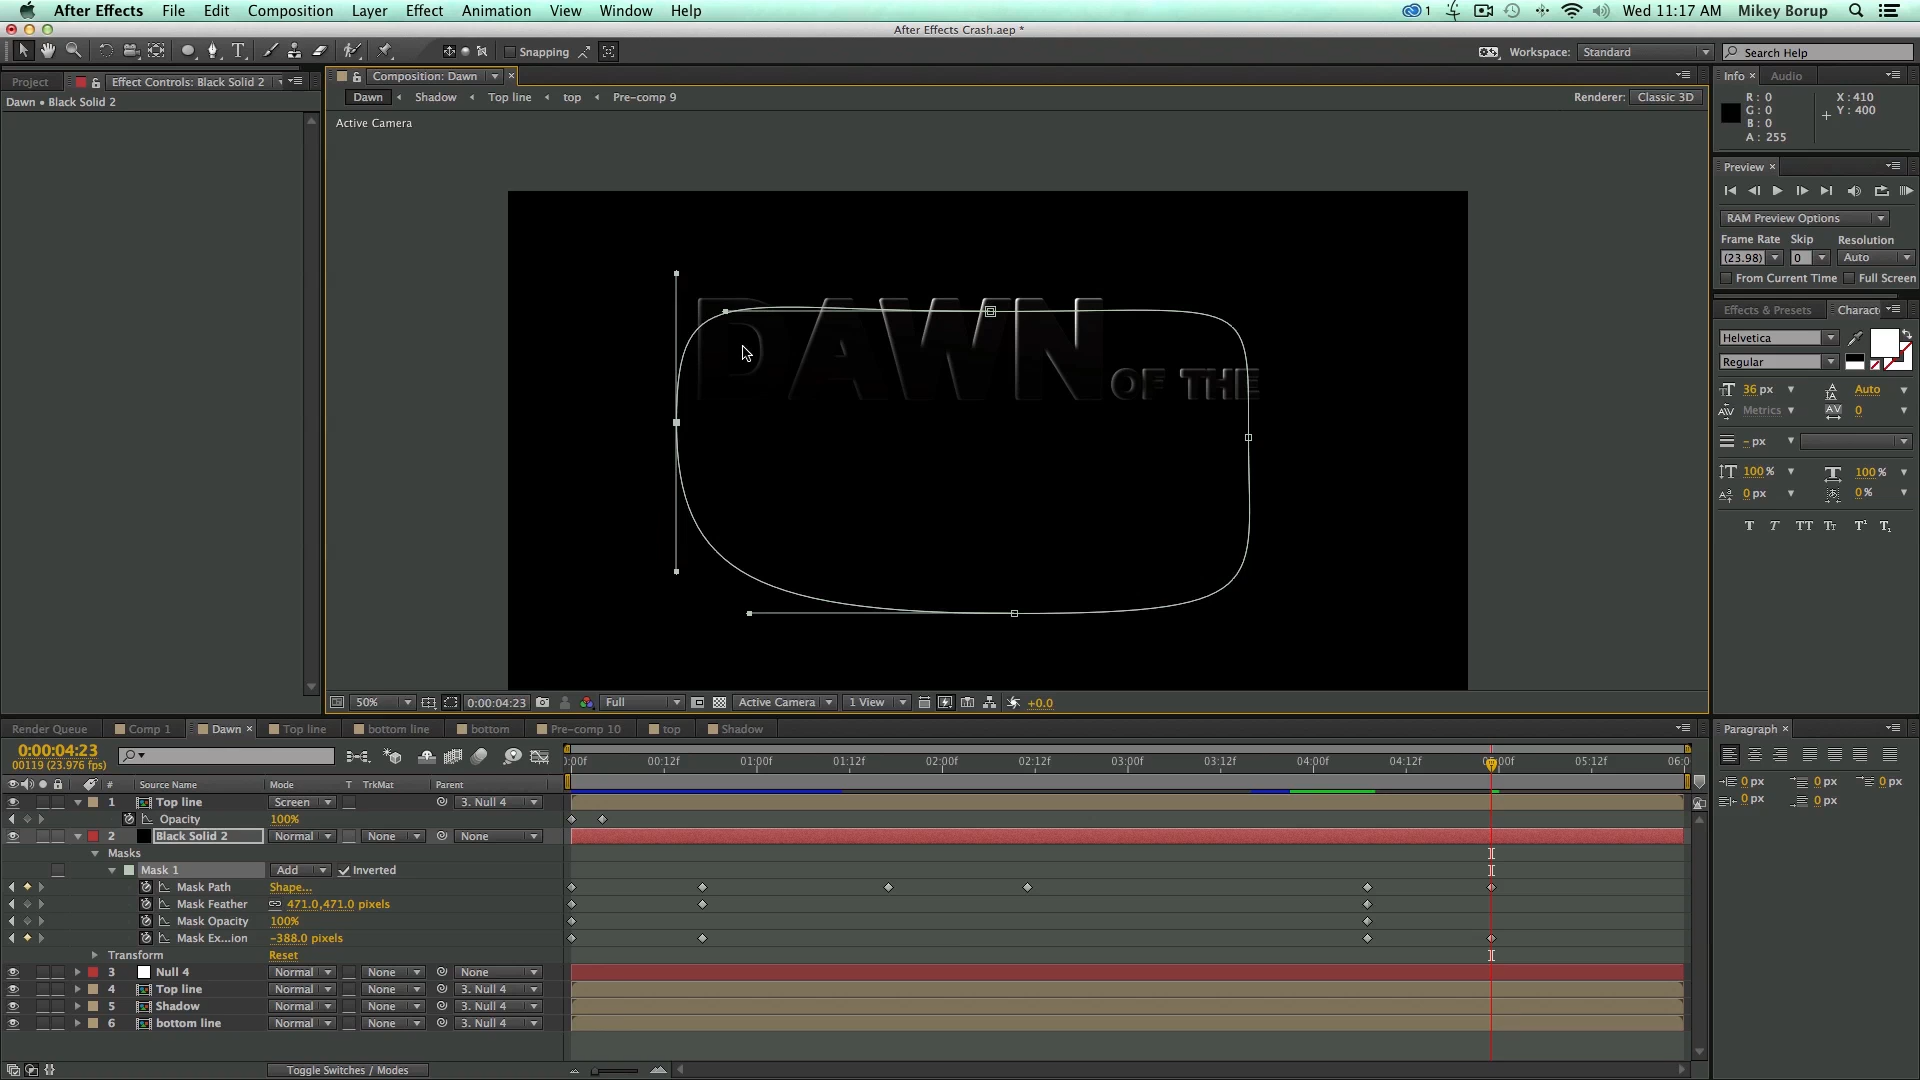 After Effects File Edit Composition Layer Effect Animation View Window Help 1 Wed 11:17 AM Mikey Borup
After Effects Crash.aep *
Snapping Workspace: Standard Search Help
Project Effect Controls: Black Solid 2 Composition: Dawn Info Audio
Dawn • Black Solid 2 Dawn Shadow Top line top Pre-comp 9 Renderer: Classic 3D
R: 0 X: 410
G: 0 Y: 400
B: 0
A: 255
Active Camera
Preview
RAM Preview Options
Frame Rate Skip Resolution
(23.98) 0 Auto
From Current Time Full Screen
Effects & Presets Charact
Helvetica
Regular
36 px Auto
Metrics 0
- px
100 % 100 %
0 px 0 %
T T TT Tt T¹ T₁
DAWN OF THE
50% 0:00:04:23 Full Active Camera 1 View +0.0
Render Queue Comp 1 Dawn Top line bottom line bottom Pre-comp 10 top Shadow Paragraph
0:00:04:23
00119 (23.976 fps)
0:00f 00:12f 01:00f 01:12f 02:00f 02:12f 03:00f 03:12f 04:00f 04:12f 05:12f 06:0
0 px 0 px 0 px
0 px 0 px
# Source Name Mode T TrkMat Parent
1 Top line Screen 3. Null 4
Opacity 100%
2 Black Solid 2 Normal None None
Masks
Mask 1 Add Inverted
Mask Path Shape...
Mask Feather 471.0,471.0 pixels
Mask Opacity 100%
Mask Ex...ion -388.0 pixels
Transform Reset
3 Null 4 Normal None None
4 Top line Normal None 3. Null 4
5 Shadow Normal None 3. Null 4
6 bottom line Normal None 3. Null 4
Toggle Switches / Modes